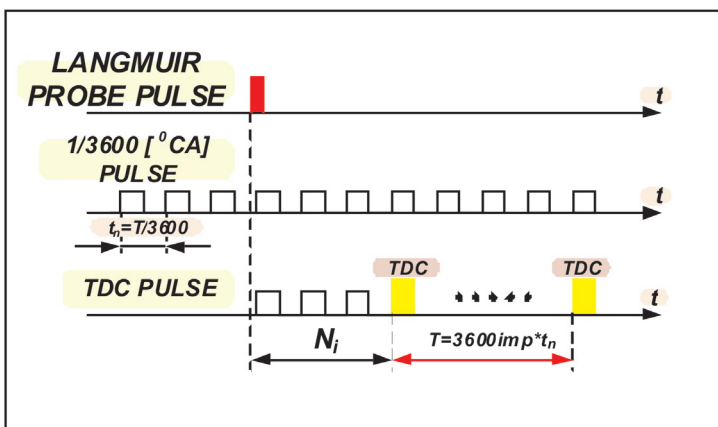 LANGMUIR
PROBE PULSE
t
1/3600 [ ⁰CA]
PULSE
t
tₙ=T/3600
TDC
TDC
TDC PULSE
t
Nᵢ
T=3600imp*tₙ